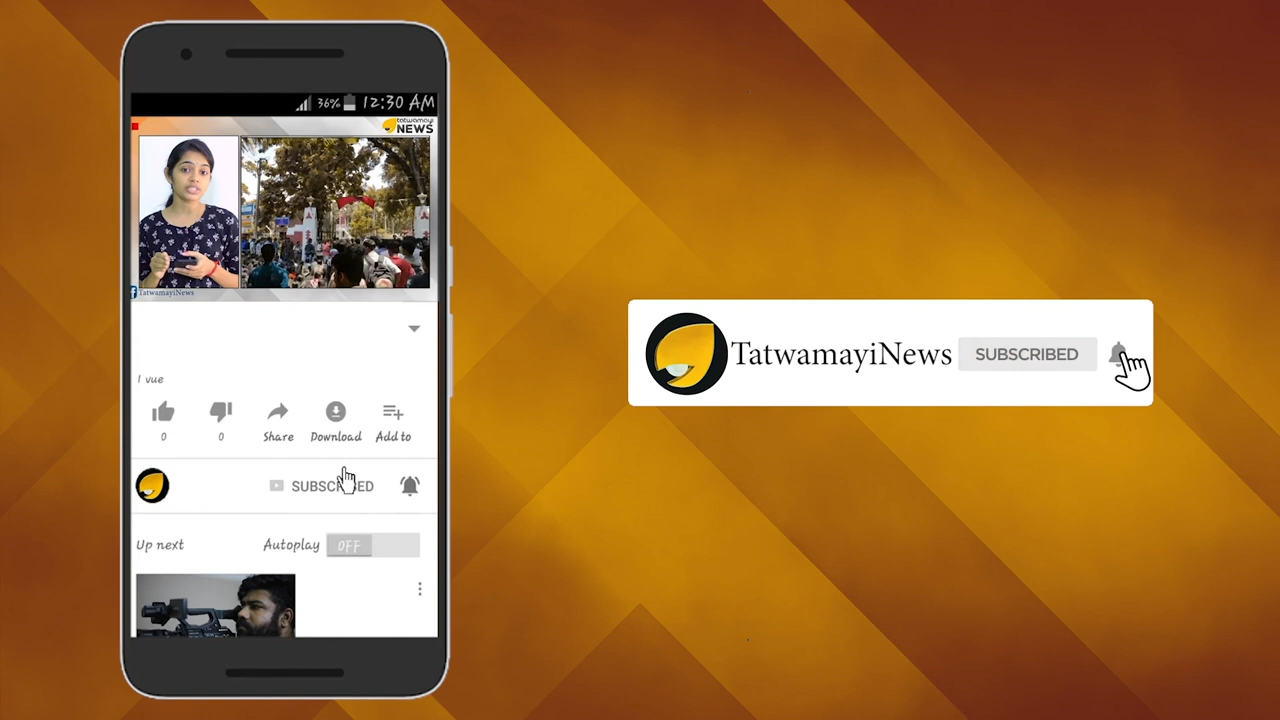 36% 12:30 AM
tatwamayi
NEWS
TatwamayiNews
1 vue
0 0 Share Download Add to
SUBSCRIBED
Up next Autoplay OFF
TatwamayiNews SUBSCRIBED